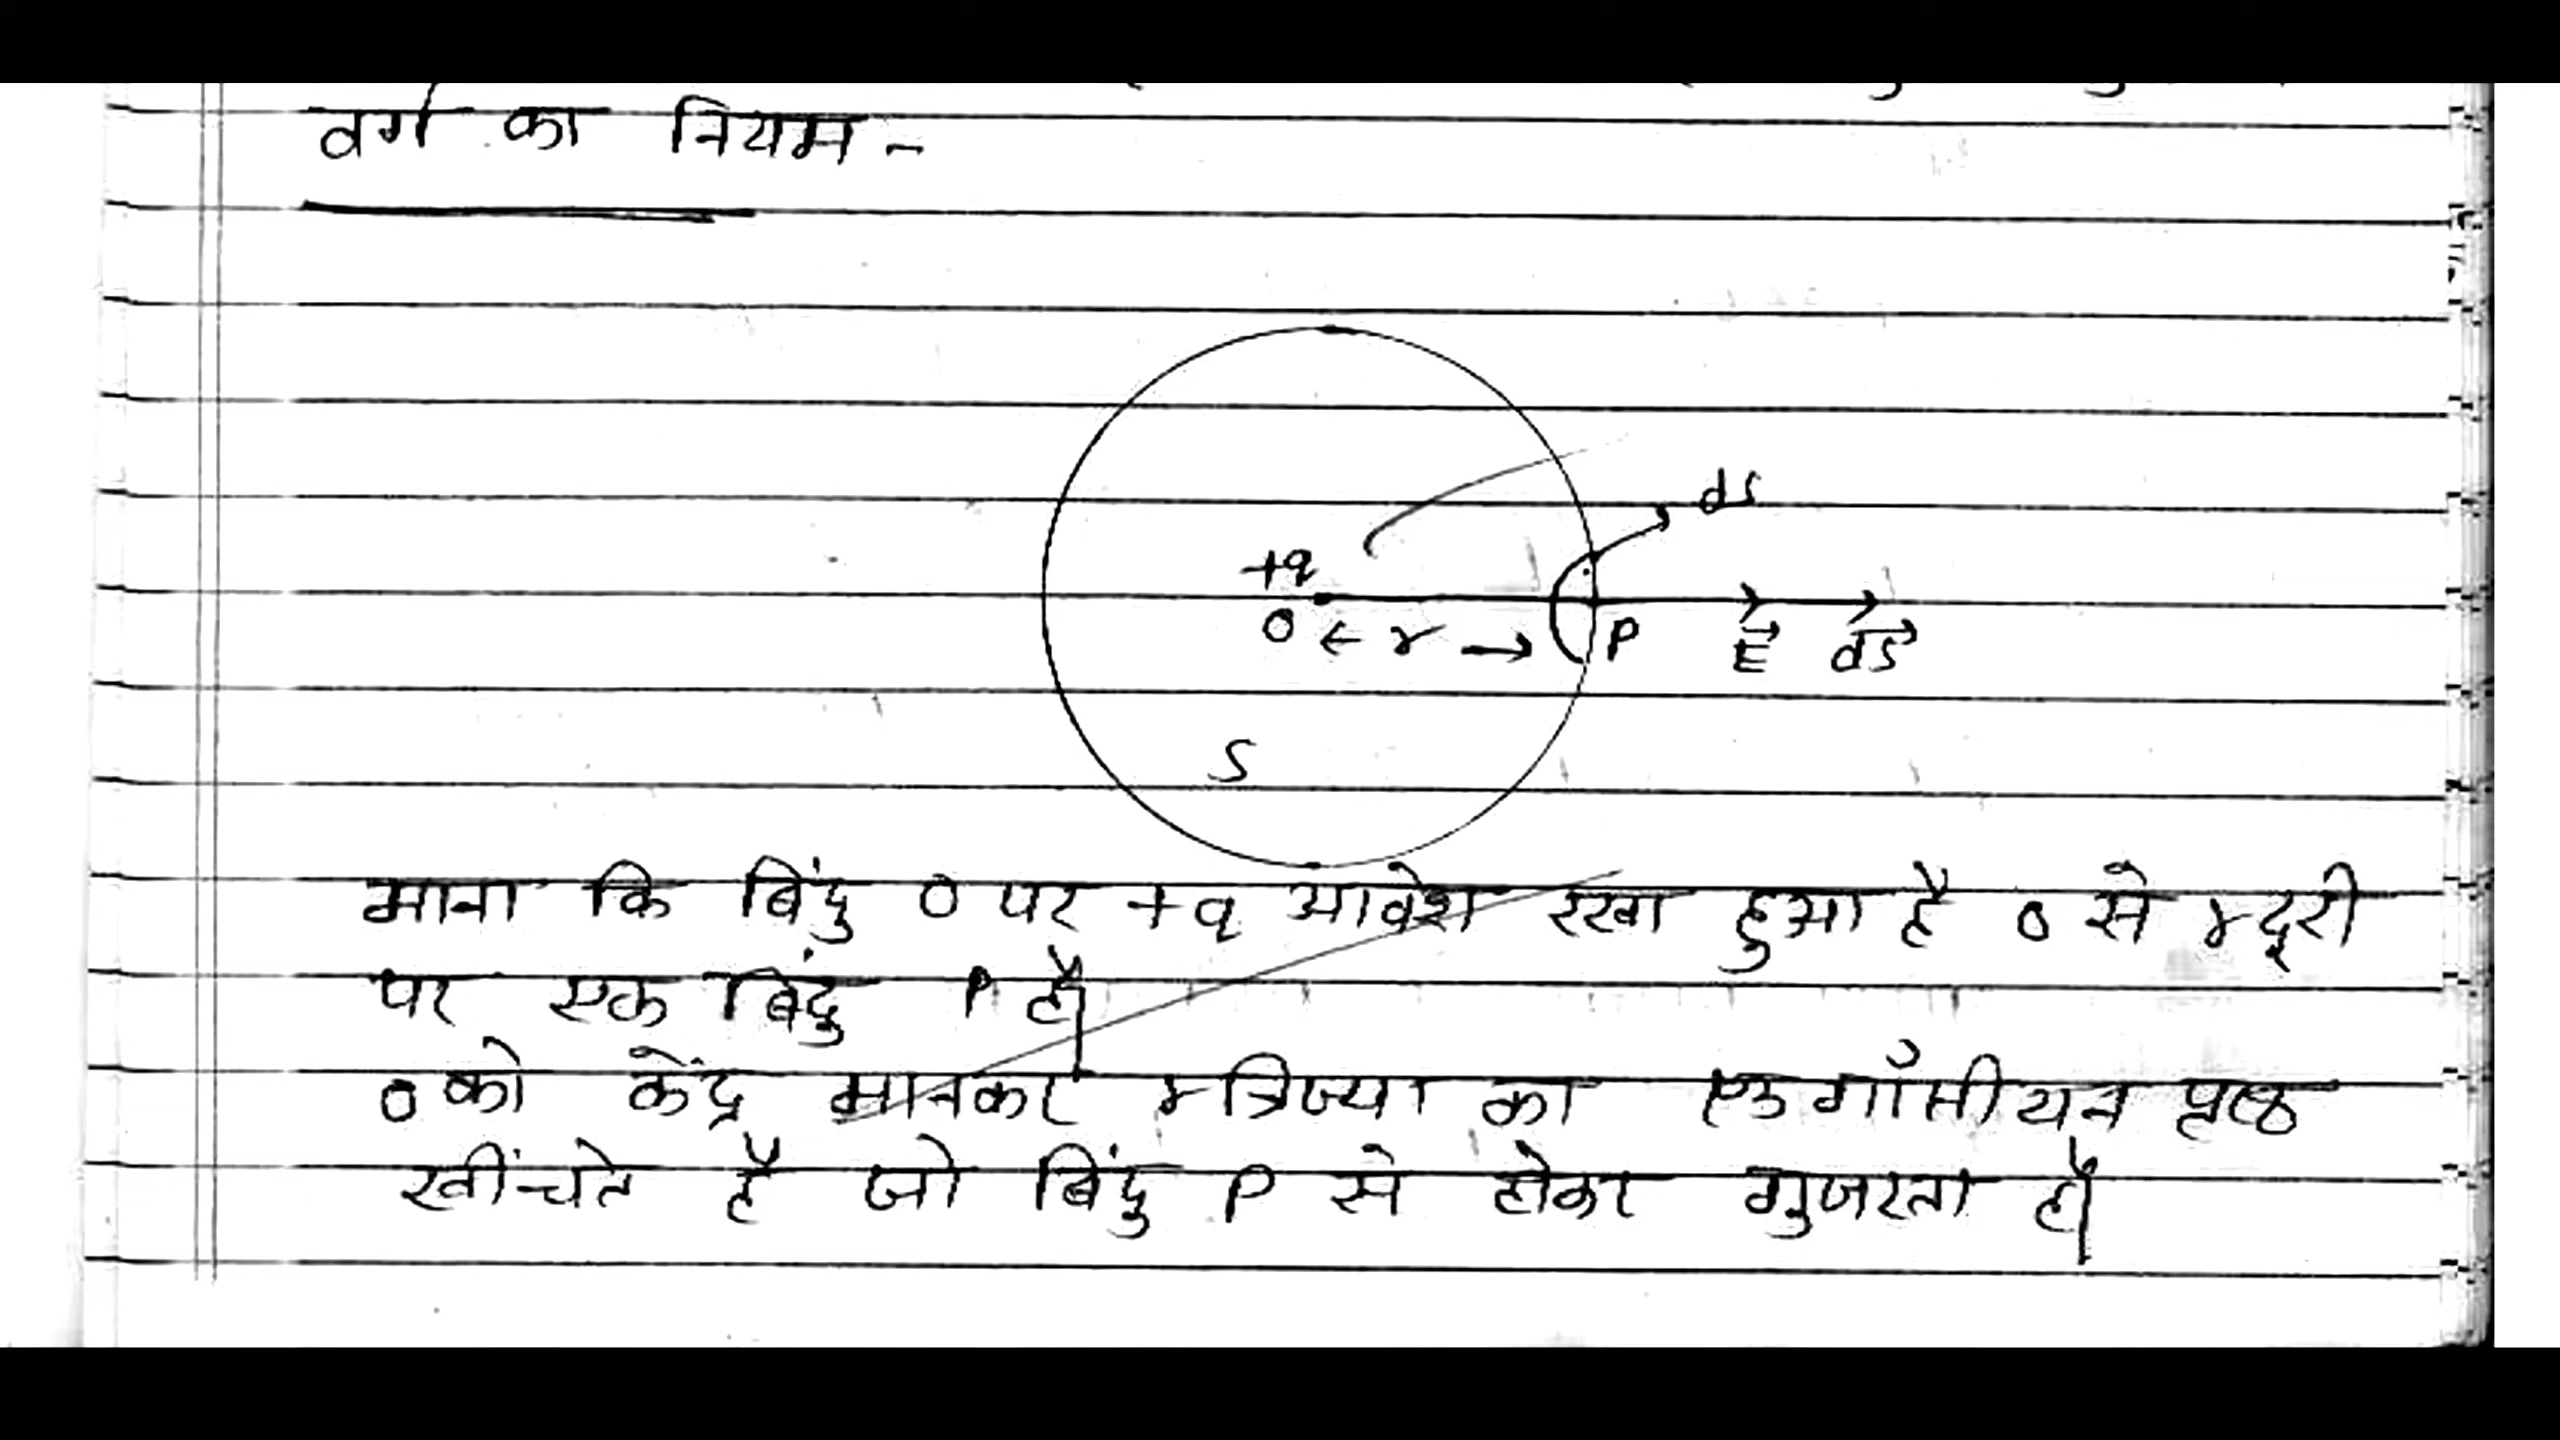 वर्ग का नियम -
ds
+q
O ← r → P E⃗ dS⃗
S
माना कि बिंदु O पर +q आवेश रखा हुआ है O से r दूरी
पर एक बिंदु P है।
O को केंद्र मानकर r त्रिज्या का एक गॉसीयन पृष्ठ
खींचते है जो बिंदु P से होकर गुजरता है।